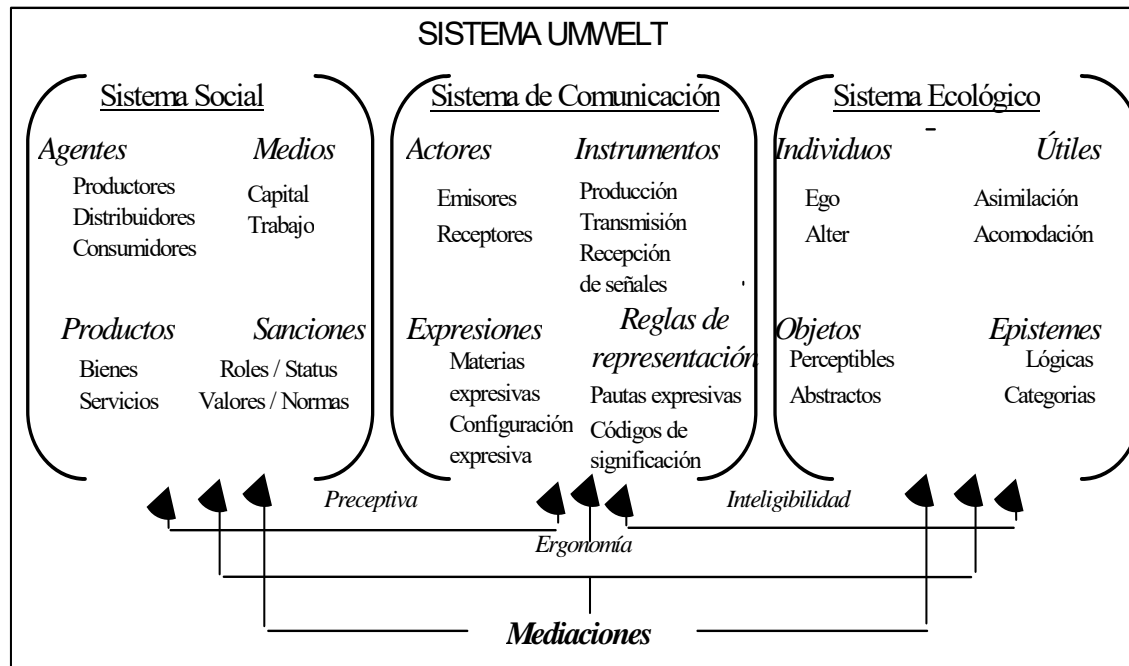 SISTEMA UMWELT
Sistema Social
Agentes Medios
Productores
Distribuidores
Consumidores
Capital
Trabajo
Productos Sanciones
Bienes
Servicios
Roles / Status
Valores / Normas
Sistema de Comunicación
Actores Instrumentos
Emisores
Receptores
Producción
Transmisión
Recepción
de señales
Expresiones
Materias
expresivas
Configuración
expresiva
Reglas de
representación
Pautas expresivas
Códigos de
significación
Sistema Ecológico
Individuos Útiles
Ego
Alter
Asimilación
Acomodación
Objetos Epistemes
Perceptibles
Abstractos
Lógicas
Categorias
Preceptiva
Inteligibilidad
Ergonomía
Mediaciones